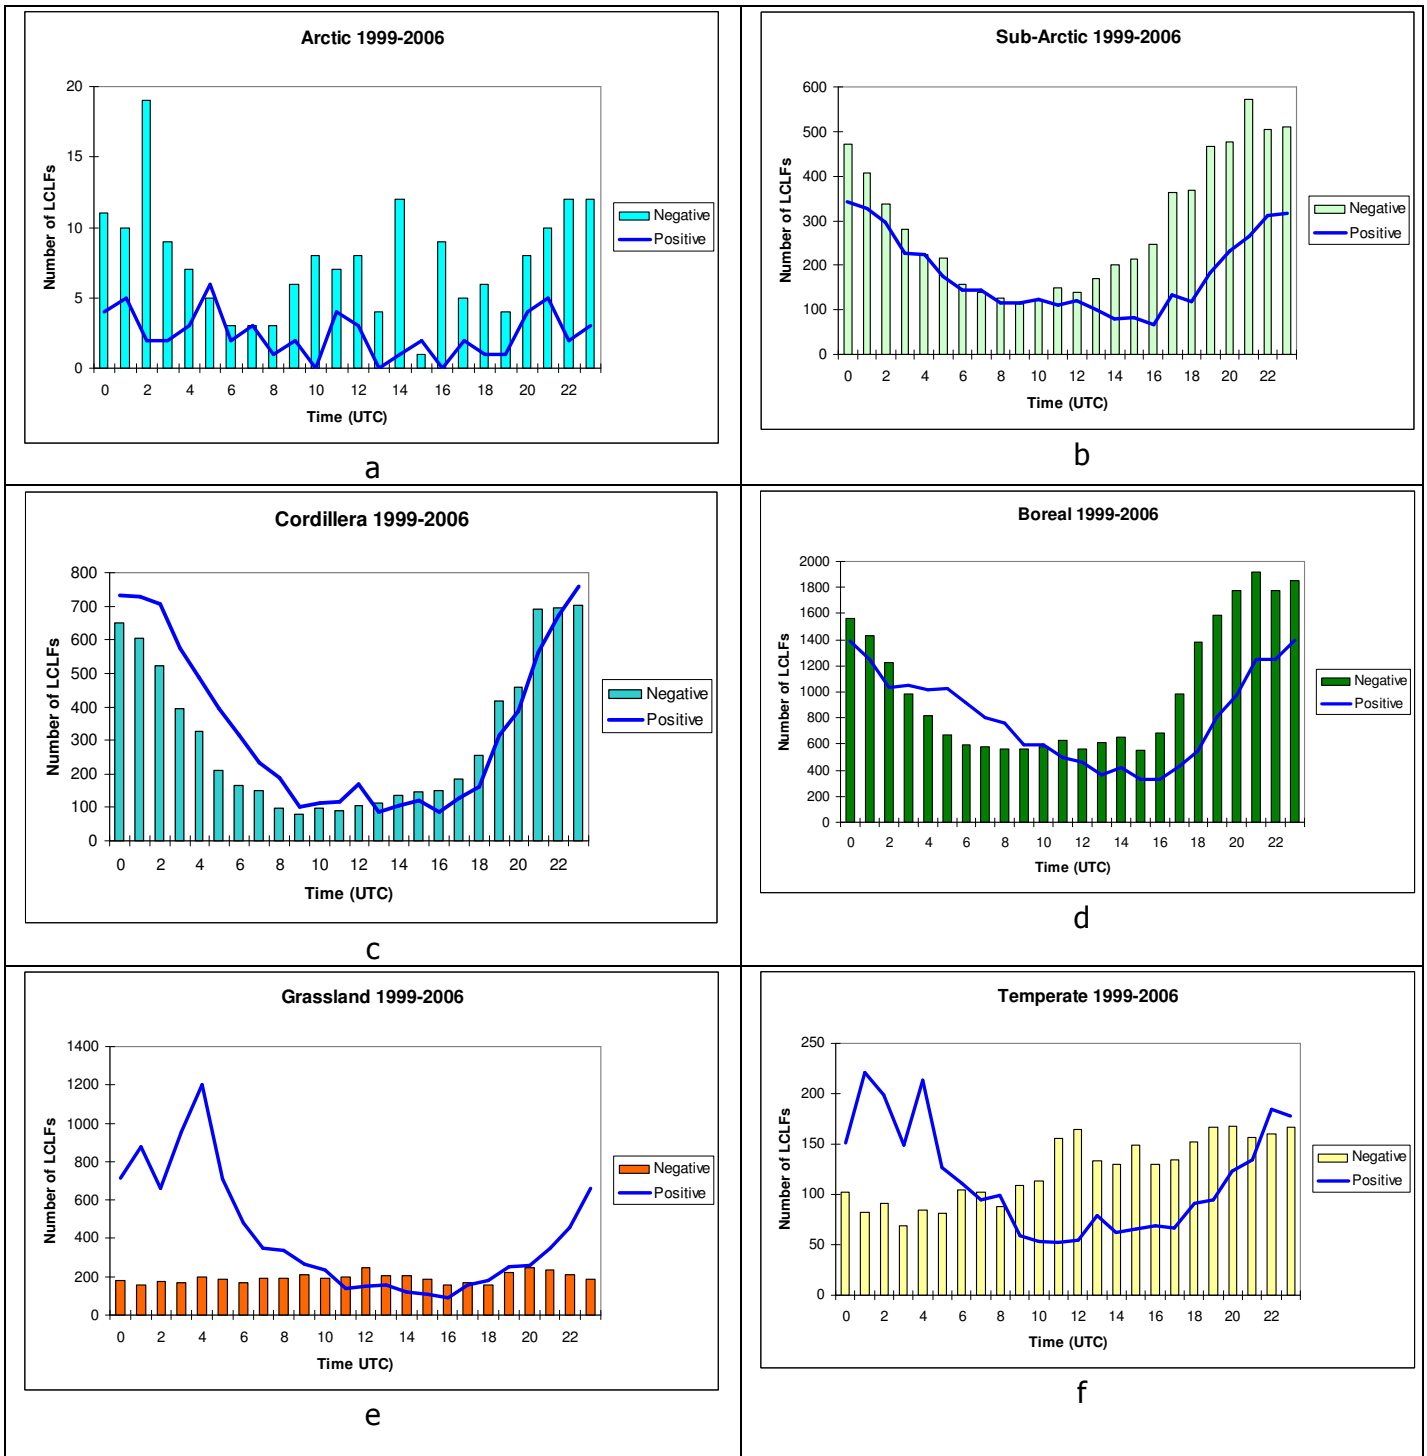 Arctic 1999-2006
20
15
10
5
0
Number of LCLFs
0 2 4 6 8 10 12 14 16 18 20 22
Time (UTC)
Negative
Positive
a
Sub-Arctic 1999-2006
600
500
400
300
200
100
0
Number of LCLFs
0 2 4 6 8 10 12 14 16 18 20 22
Time (UTC)
Negative
Positive
b
Cordillera 1999-2006
800
700
600
500
400
300
200
100
0
Number of LCLFs
0 2 4 6 8 10 12 14 16 18 20 22
Time (UTC)
Negative
Positive
c
Boreal 1999-2006
2000
1800
1600
1400
1200
1000
800
600
400
200
0
Number of LCLFs
0 2 4 6 8 10 12 14 16 18 20 22
Time (UTC)
Negative
Positive
d
Grassland 1999-2006
1400
1200
1000
800
600
400
200
0
Number of LCLFs
0 2 4 6 8 10 12 14 16 18 20 22
Time UTC)
Negative
Positive
e
Temperate 1999-2006
250
200
150
100
50
0
Number of LCLFs
0 2 4 6 8 10 12 14 16 18 20 22
Time (UTC)
Negative
Positive
f